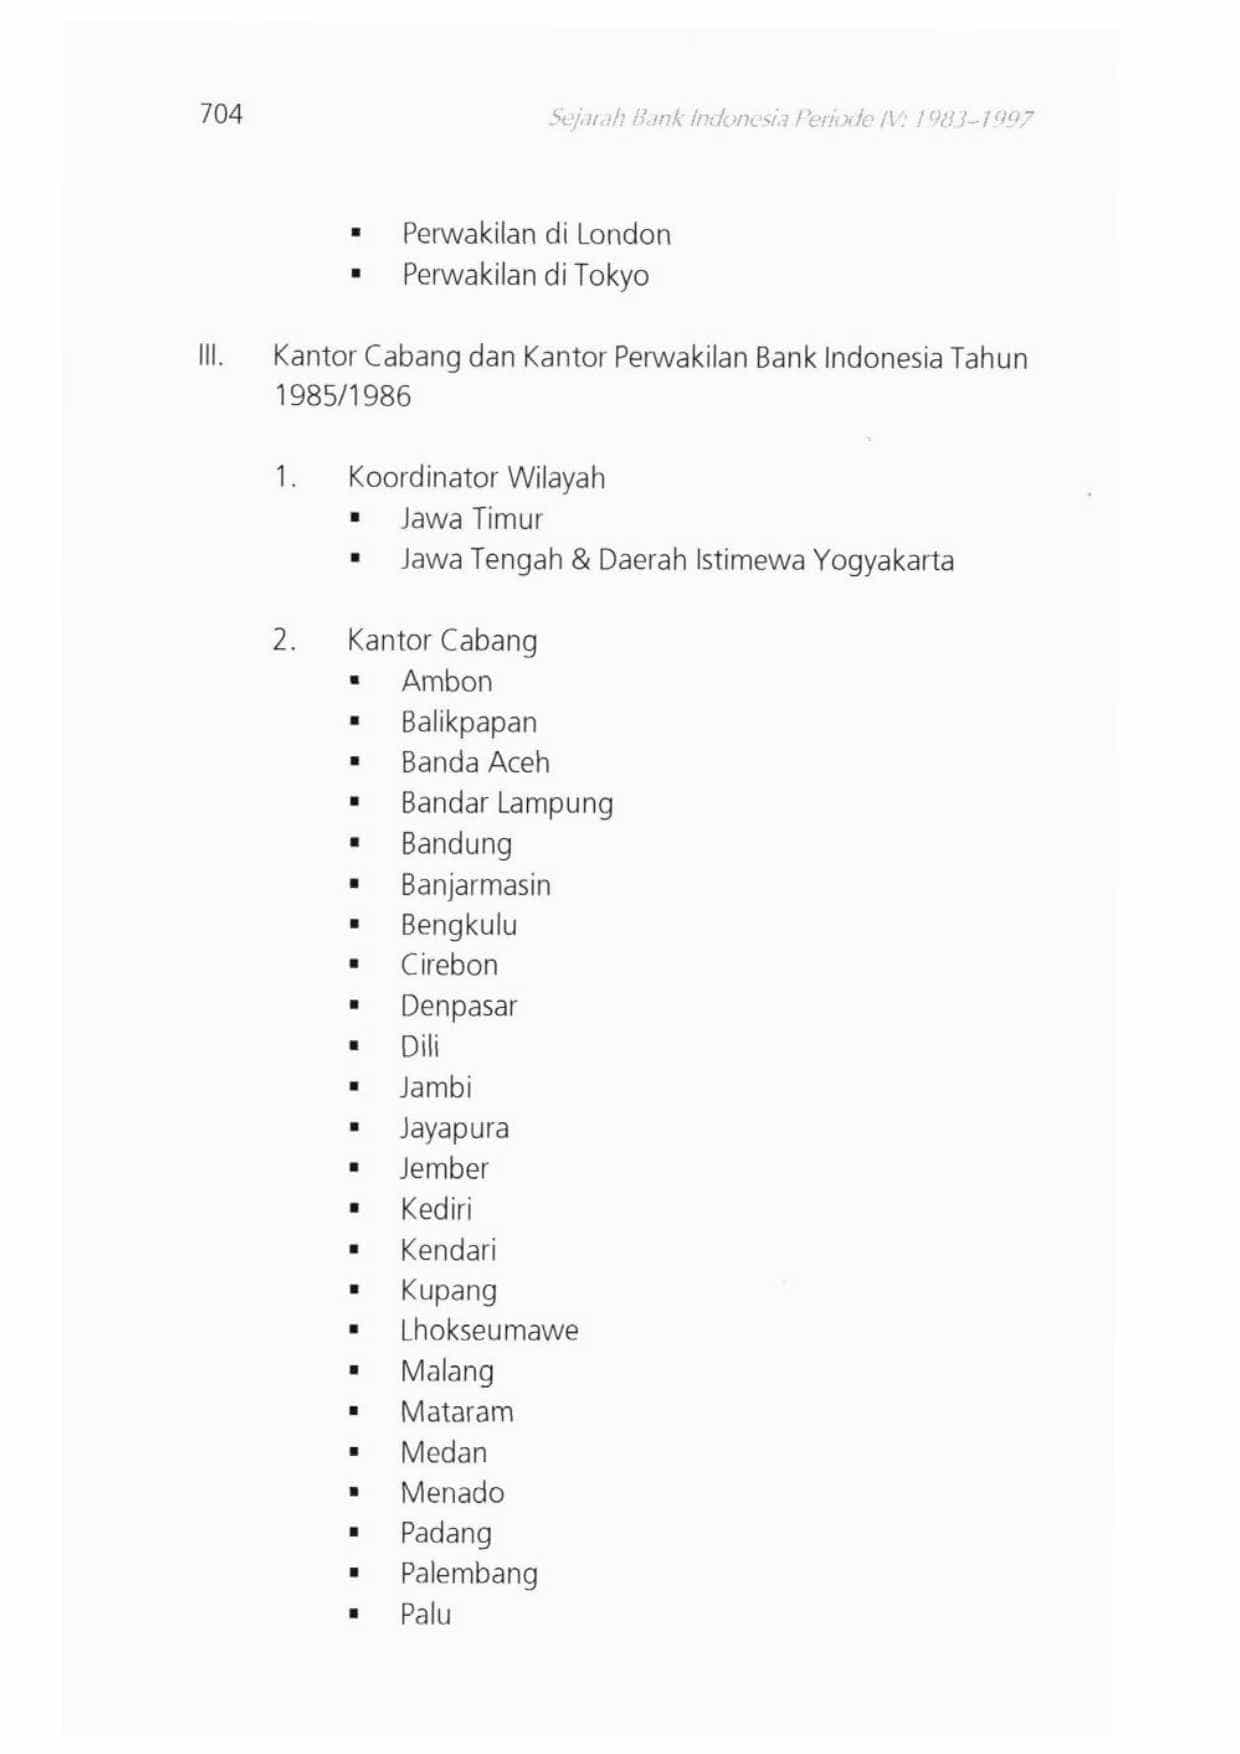 704
Sejarah Bank Indonesia Periode IV: 1983–1997
▪ Perwakilan di London
▪ Perwakilan di Tokyo
III. Kantor Cabang dan Kantor Perwakilan Bank Indonesia Tahun
1985/1986
1. Koordinator Wilayah
▪ Jawa Timur
▪ Jawa Tengah & Daerah Istimewa Yogyakarta
2. Kantor Cabang
▪ Ambon
▪ Balikpapan
▪ Banda Aceh
▪ Bandar Lampung
▪ Bandung
▪ Banjarmasin
▪ Bengkulu
▪ Cirebon
▪ Denpasar
▪ Dili
▪ Jambi
▪ Jayapura
▪ Jember
▪ Kediri
▪ Kendari
▪ Kupang
▪ Lhokseumawe
▪ Malang
▪ Mataram
▪ Medan
▪ Menado
▪ Padang
▪ Palembang
▪ Palu